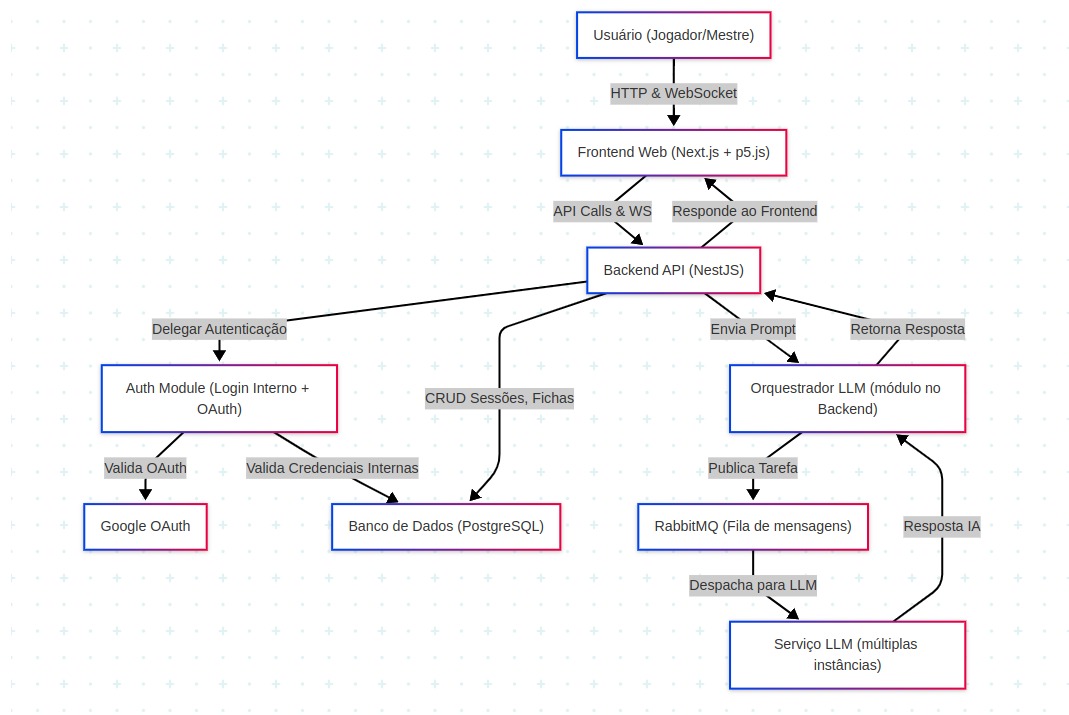 Usuário (Jogador/Mestre)
HTTP & WebSocket
Frontend Web (Next.js + p5.js)
API Calls & WS
Responde ao Frontend
Backend API (NestJS)
Delegar Autenticação
Envia Prompt
Retorna Resposta
Auth Module (Login Interno +
OAuth)
CRUD Sessões, Fichas
Orquestrador LLM (módulo no
Backend)
Valida OAuth
Valida Credenciais Internas
Publica Tarefa
Google OAuth
Banco de Dados (PostgreSQL)
RabbitMQ (Fila de mensagens)
Resposta IA
Despacha para LLM
Serviço LLM (múltiplas
instâncias)